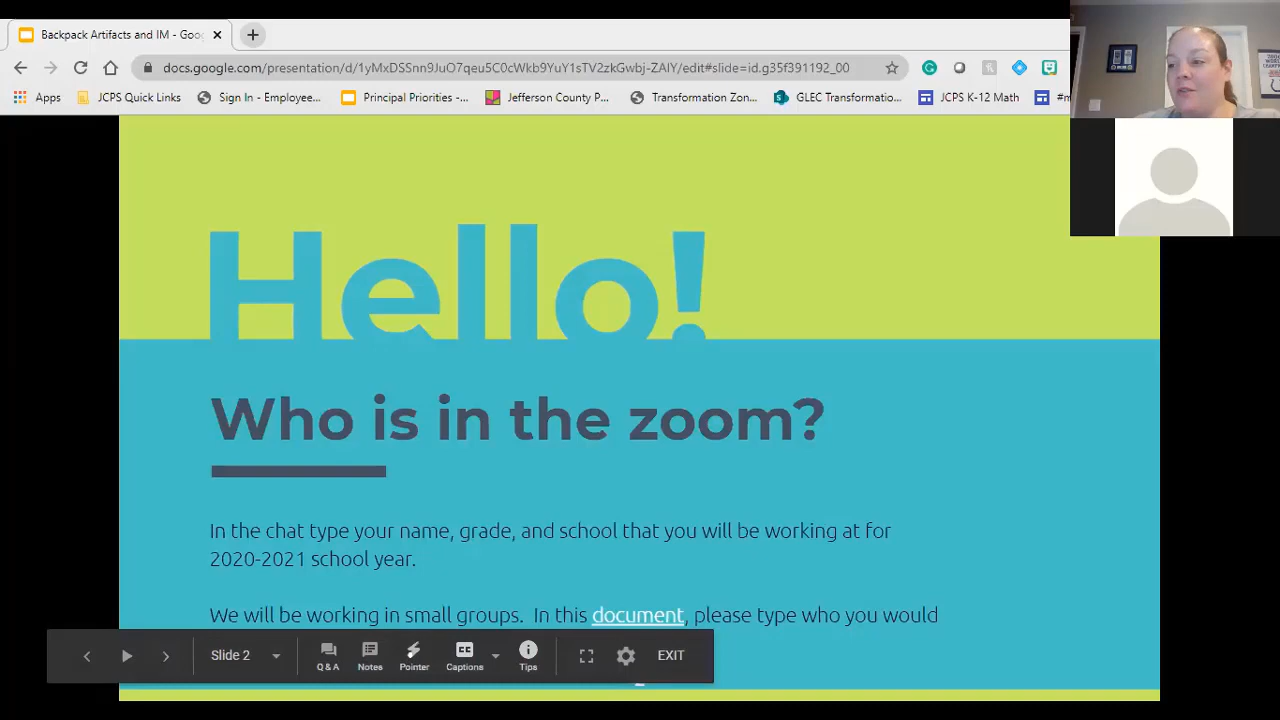 Backpack Artifacts and IM - Goo
docs.google.com/presentation/d/1yMxDSSm9JuO7qeu5C0cWkb9YuYx8TV2zkGwbj-ZAlY/edit#slide=id.g35f391192_00
Apps JCPS Quick Links Sign In - Employee... Principal Priorities -... Jefferson County P... Transformation Zon... GLEC Transformatio... JCPS K-12 Math #m
Hello!
Who is in the zoom?
In the chat type your name, grade, and school that you will be working at for
2020-2021 school year.
We will be working in small groups. In this document, please type who you would
Slide 2 Q & A Notes Pointer Captions Tips EXIT